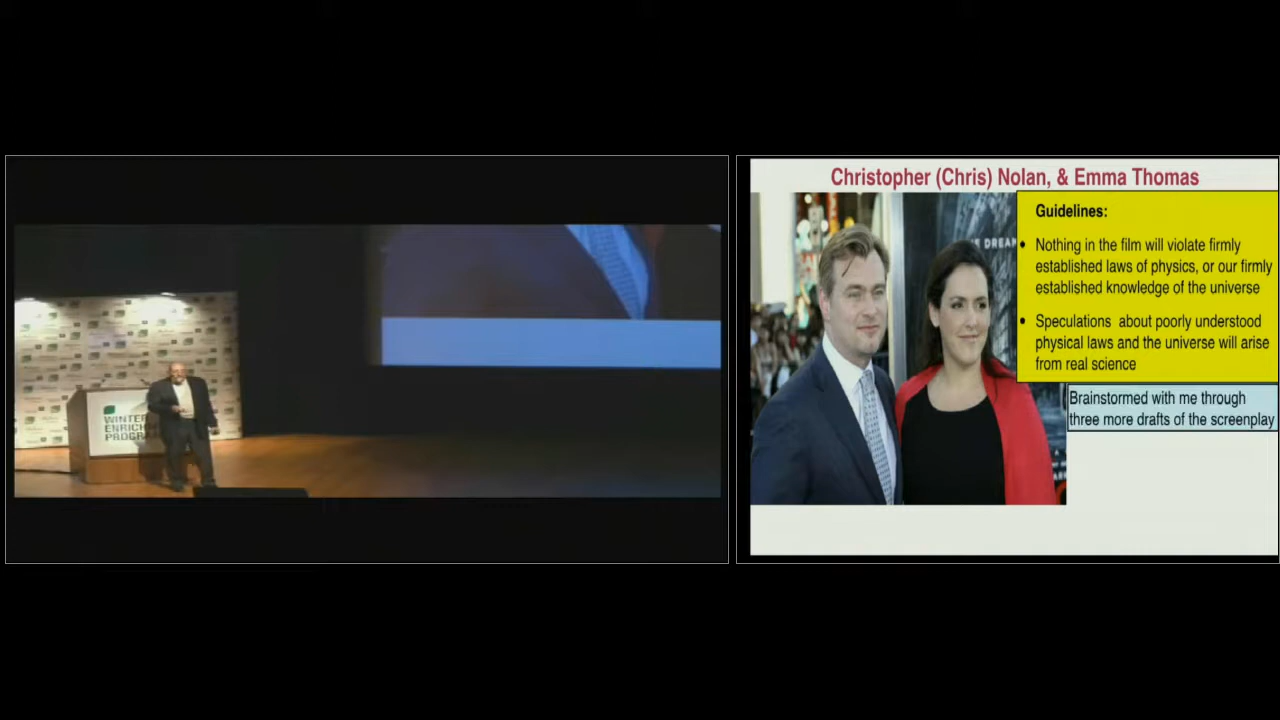 Christopher (Chris) Nolan, & Emma Thomas
Guidelines:
• Nothing in the film will violate firmly
established laws of physics, or our firmly
established knowledge of the universe
• Speculations about poorly understood
physical laws and the universe will arise
from real science
Brainstormed with me through
three more drafts of the screenplay
WINTER